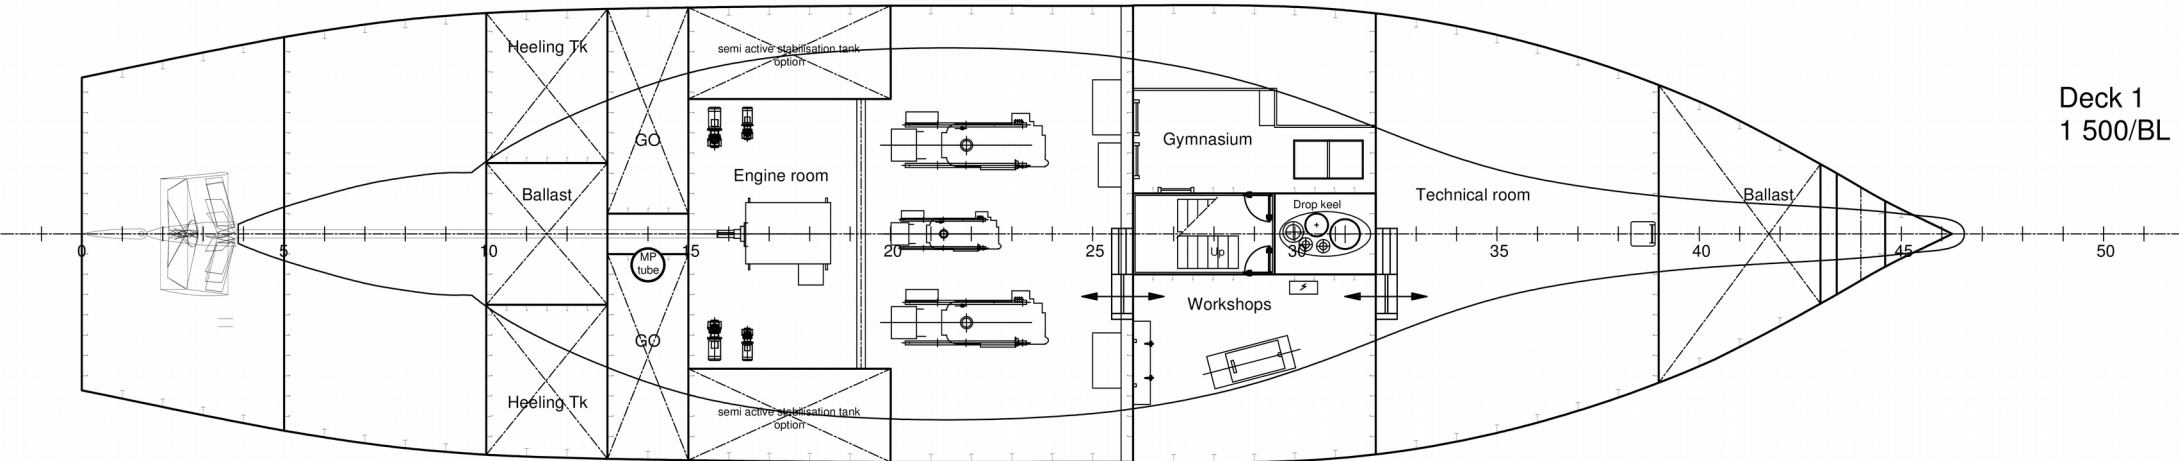 Heeling Tk
semi active stabilisation tank
option
Deck 1
1 500/BL
GO
Gymnasium
Engine room
Ballast
Technical room
Ballast
Drop keel
0
5
10
15
20
25
30
35
40
45
50
MP
tube
Up
Workshops
GO
Heeling Tk
semi active stabilisation tank
option